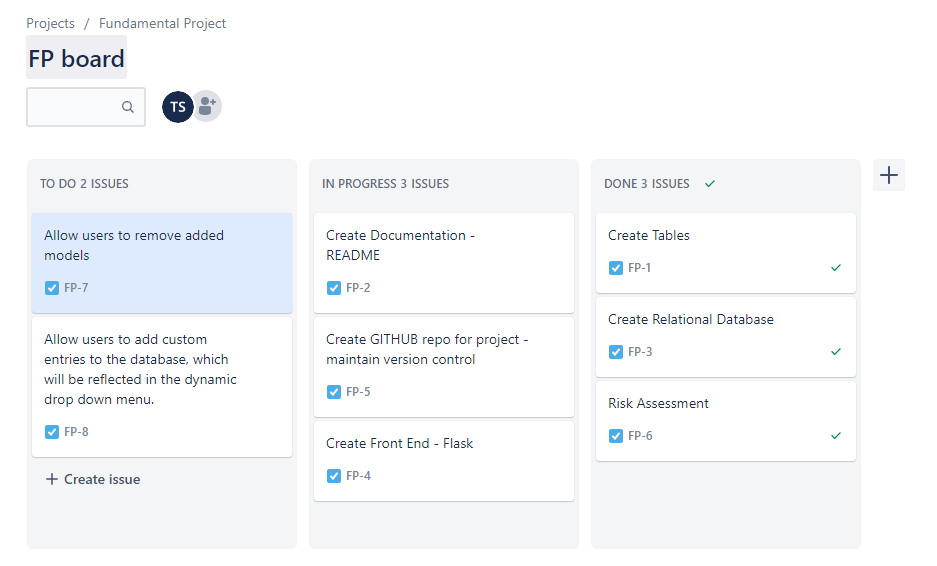 Projects / Fundamental Project
FP board
TS
TO DO 2 ISSUES
Allow users to remove added
models
FP-7
Allow users to add custom
entries to the database, which
will be reflected in the dynamic
drop down menu.
FP-8
+ Create issue
IN PROGRESS 3 ISSUES
Create Documentation -
README
FP-2
Create GITHUB repo for project -
maintain version control
FP-5
Create Front End - Flask
FP-4
DONE 3 ISSUES
Create Tables
FP-1
Create Relational Database
FP-3
Risk Assessment
FP-6